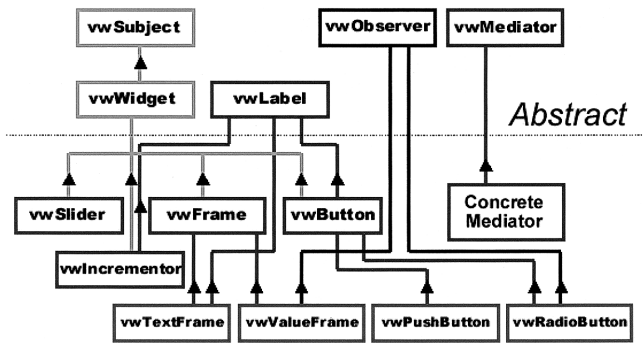 vwSubject
vwObserver
vwMediator
vwWidget
vwLabel
Abstract
vwSlider
vwFrame
vwButton
Concrete
Mediator
vwIncrementor
vwTextFrame
vwValueFrame
vwPushButton
vwRadioButton